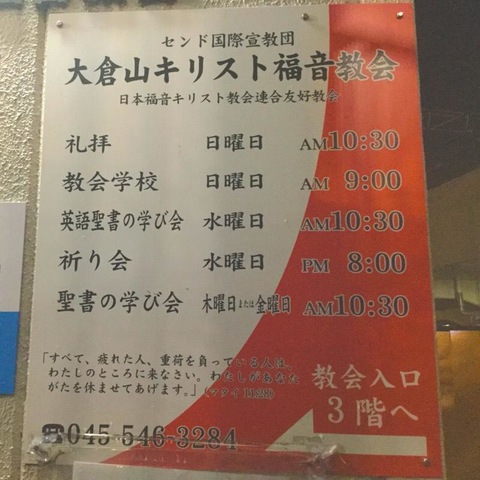 センド国際宣教団
大倉山キリスト福音教会
日本福音キリスト教会連合友好教会
礼拝 日曜日 AM10:30
教会学校 日曜日 AM 9:00
英語聖書の学び会 水曜日 AM10:30
祈り会 水曜日 PM 8:00
聖書の学び会 木曜日または金曜日 AM10:30
「すべて、疲れた人、重荷を負っている人は、
わたしのところに来なさい。わたしがあなた
がたを休ませてあげます。」(マタイ11:28)
教会入口
3階へ
☎045-546-3284